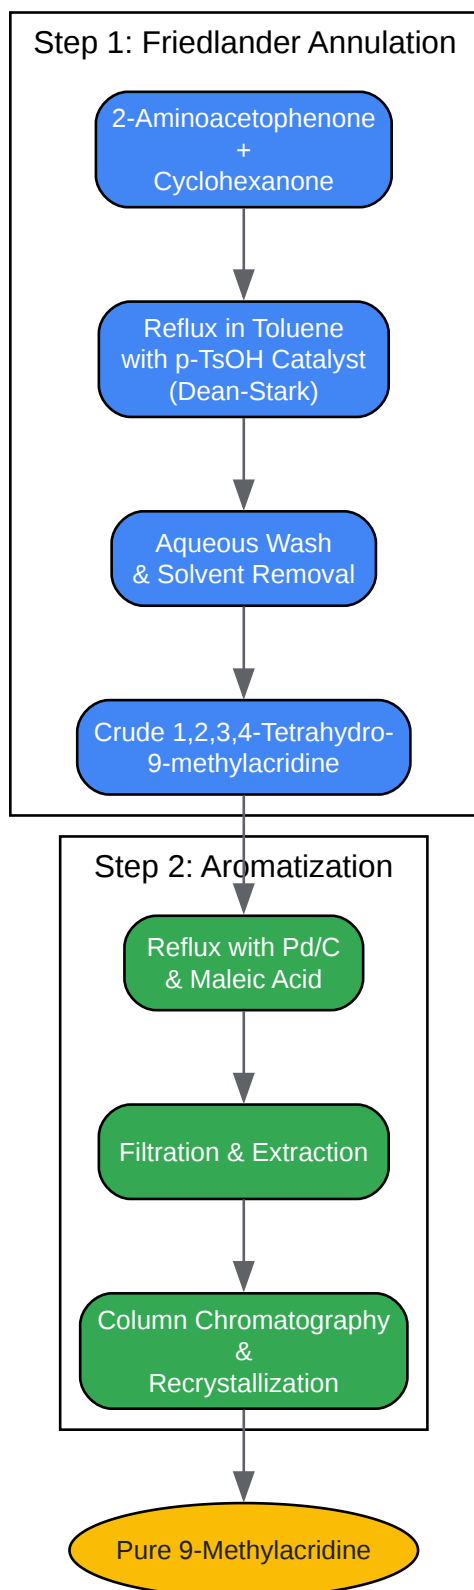 Step 1: Friedlander Annulation
2-Aminoacetophenone
+
Cyclohexanone
Reflux in Toluene
with p-TsOH Catalyst
(Dean-Stark)
Aqueous Wash
& Solvent Removal
Crude 1,2,3,4-Tetrahydro-
9-methylacridine
Step 2: Aromatization
Reflux with Pd/C
& Maleic Acid
Filtration & Extraction
Column Chromatography
&
Recrystallization
Pure 9-Methylacridine